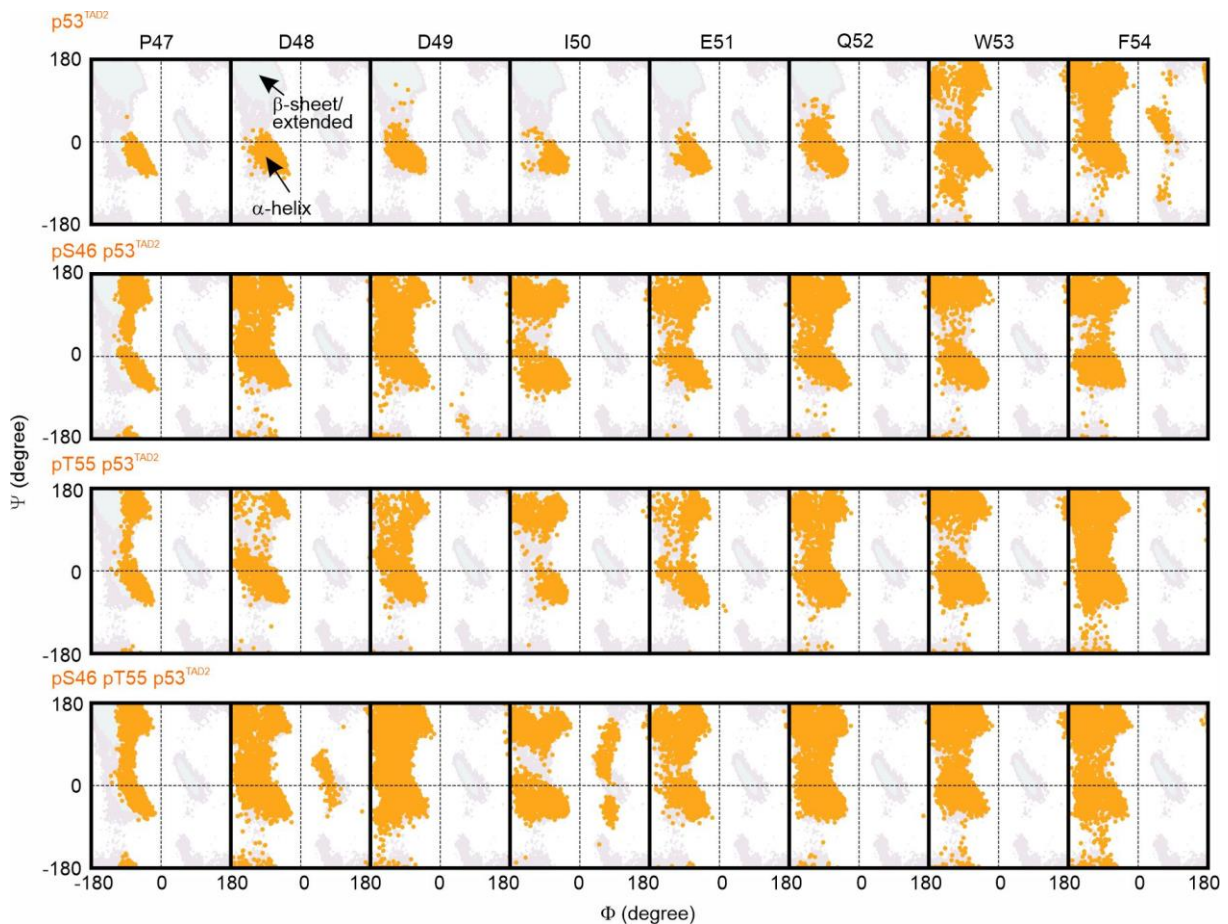 p53TAD2
P47 D48 D49 I50 E51 Q52 W53 F54
180
β-sheet/
extended
0
α-helix
-180
pS46 p53TAD2
180
0
-180
pT55 p53TAD2
180
0
-180
pS46 pT55 p53TAD2
180
0
-180
-180 0 180 0 180 0 180 0 180 0 180 0 180 0 180 0 180
Ψ (degree)
Φ (degree)